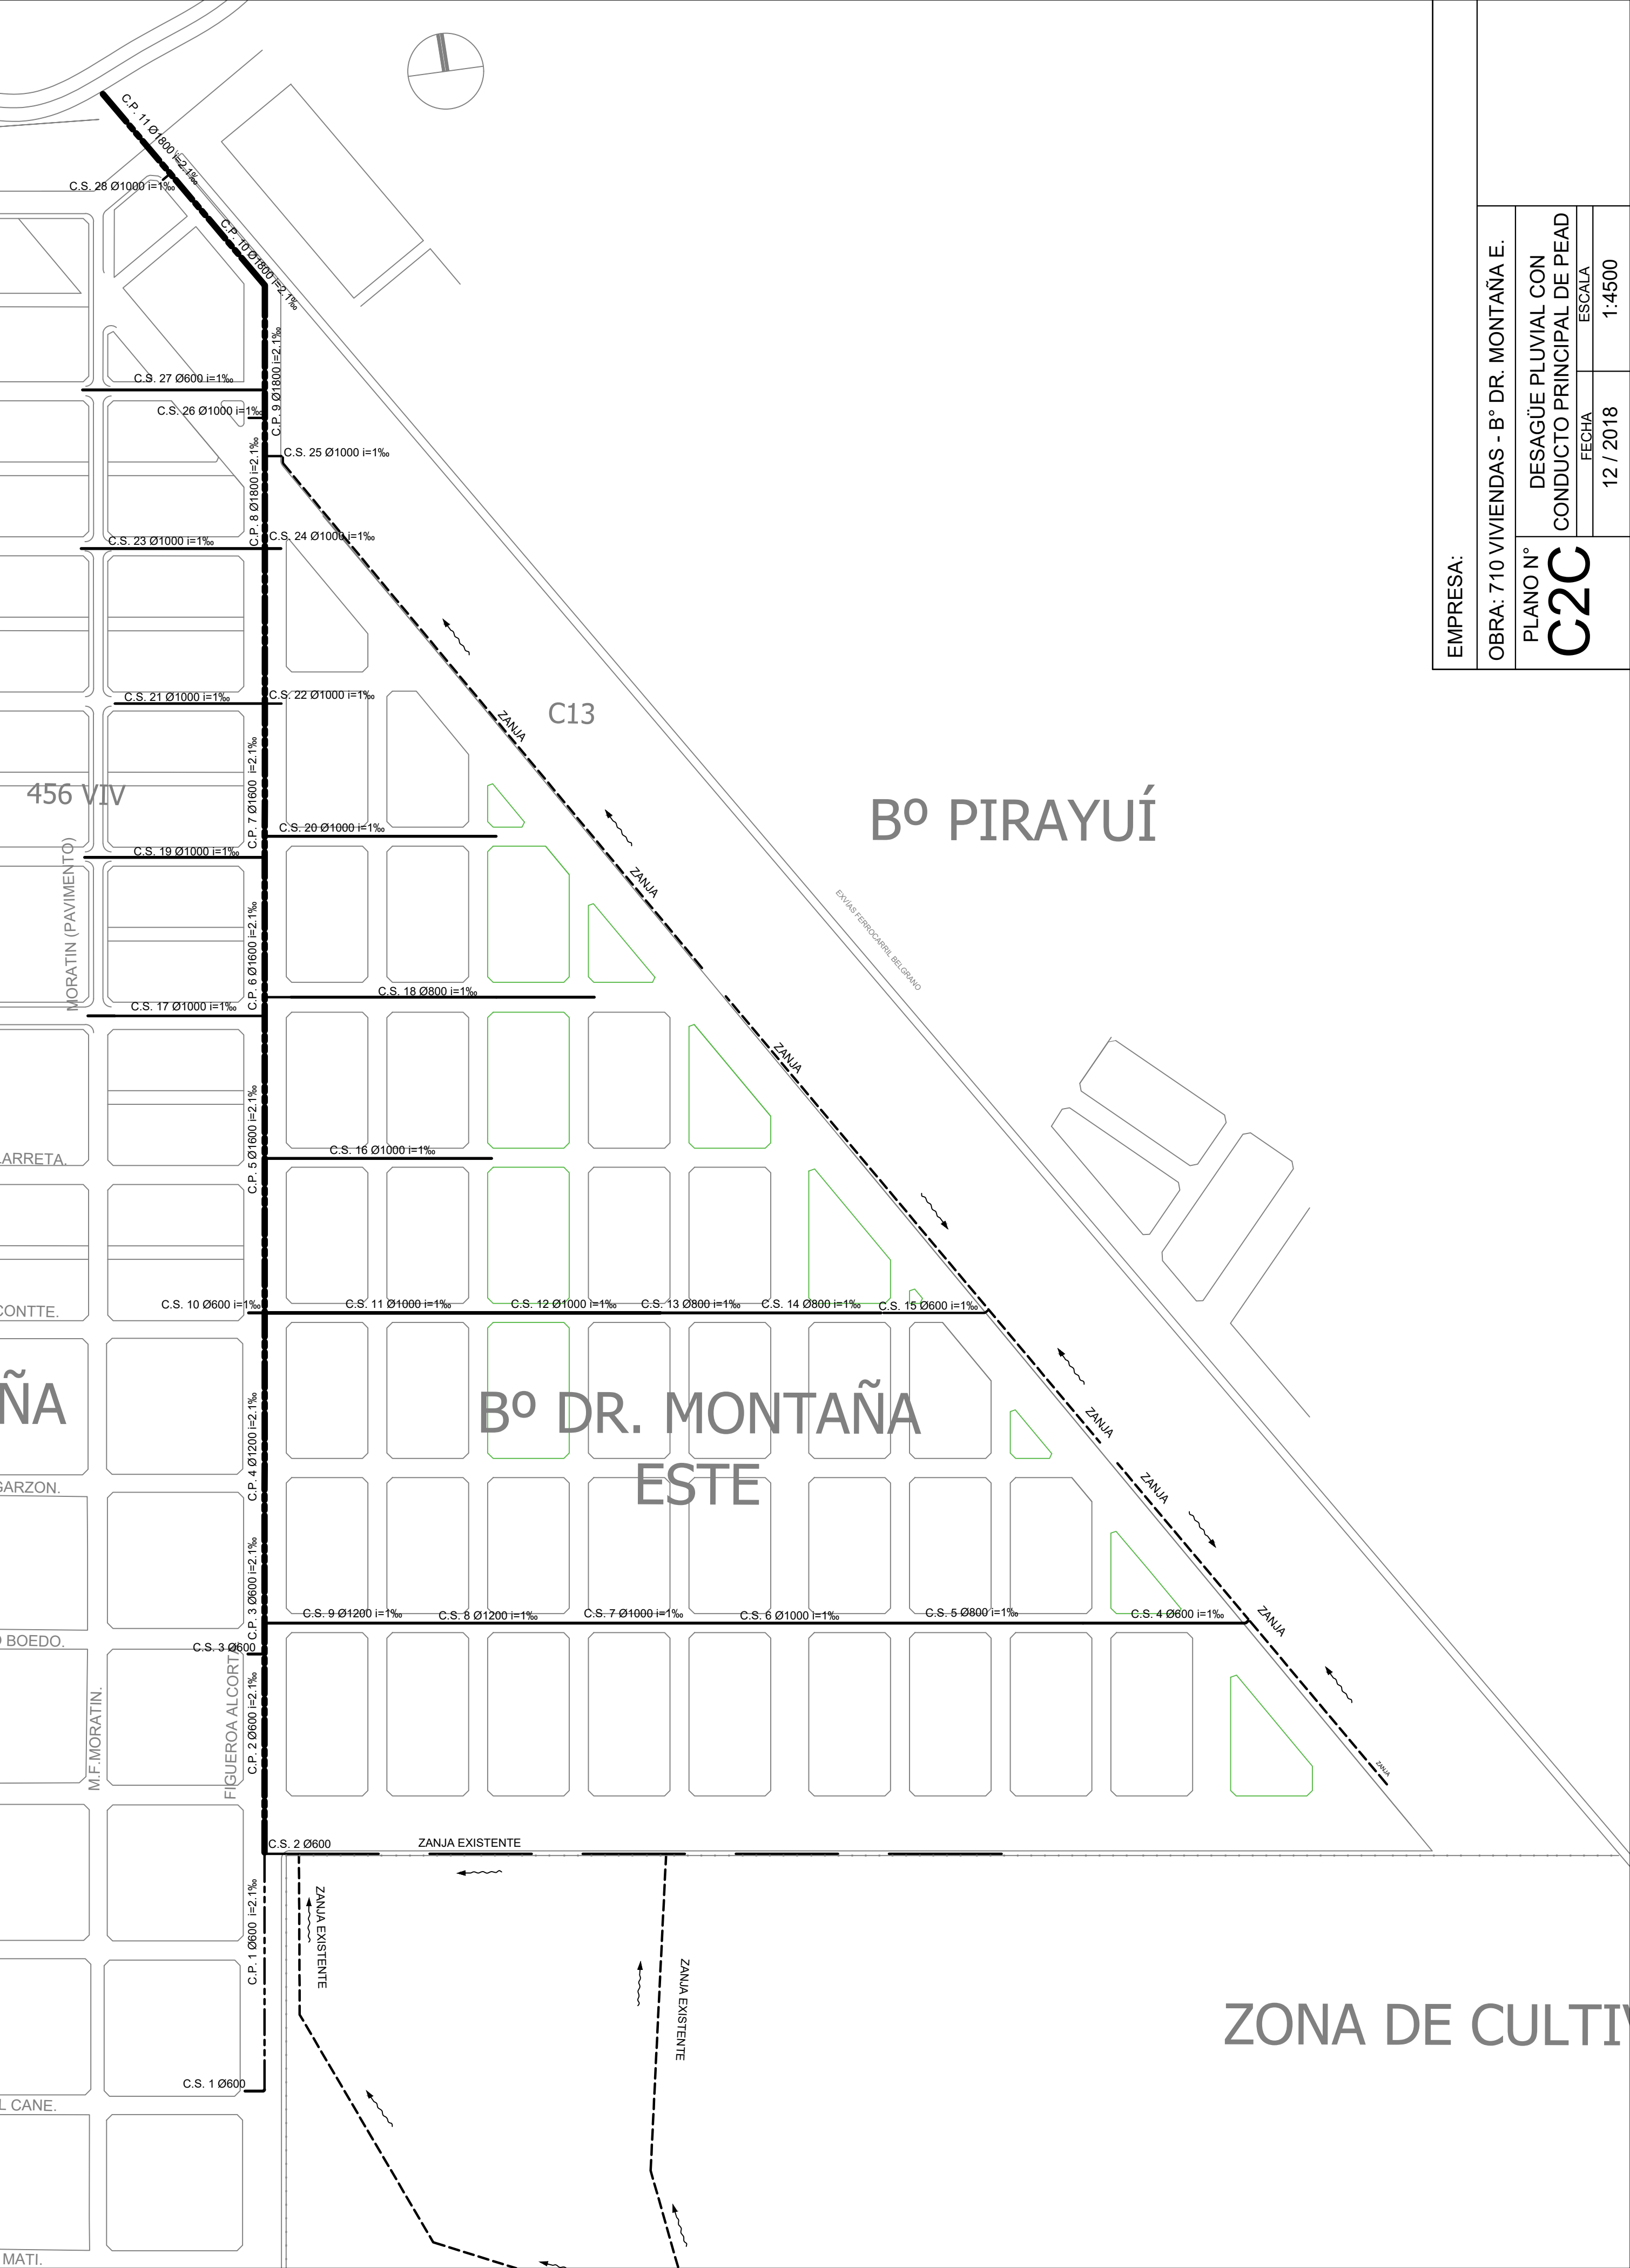 C.P. 11 Ø1800 i=2.1‰
C.S. 28 Ø1000 i=1‰
C.P. 10 Ø1800 i=2.1‰
C.P. 9 Ø1800 i=2.1‰
C.S. 27 Ø600 i=1‰
C.S. 26 Ø1000 i=1‰
C.S. 25 Ø1000 i=1‰
C.P. 8 Ø1800 i=2.1‰
C.S. 23 Ø1000 i=1‰
C.S. 24 Ø1000 i=1‰
C.S. 21 Ø1000 i=1‰
C.S. 22 Ø1000 i=1‰
ZANJA
C13
456 VIV
C.P. 7 Ø1600 i=2.1‰
Bº PIRAYUÍ
C.S. 20 Ø1000 i=1‰
C.S. 19 Ø1000 i=1‰
MORATIN (PAVIMENTO)
ZANJA
EXVÍAS FERROCARRIL BELGRANO
C.P. 6 Ø1600 i=2.1‰
C.S. 18 Ø800 i=1‰
C.S. 17 Ø1000 i=1‰
ZANJA
C.P. 5 Ø1600 i=2.1‰
LARRETA.
C.S. 16 Ø1000 i=1‰
CONTTE.
C.S. 10 Ø600 i=1‰
C.S. 11 Ø1000 i=1‰
C.S. 12 Ø1000 i=1‰
C.S. 13 Ø800 i=1‰
C.S. 14 Ø800 i=1‰
C.S. 15 Ø600 i=1‰
ÑA
Bº DR. MONTAÑA
ESTE
C.P. 4 Ø1200 i=2.1‰
ZANJA
ZANJA
GARZON.
C.P. 3 Ø600 i=2.1‰
C.S. 9 Ø1200 i=1‰
C.S. 8 Ø1200 i=1‰
C.S. 7 Ø1000 i=1‰
C.S. 6 Ø1000 i=1‰
C.S. 5 Ø800 i=1‰
C.S. 4 Ø600 i=1‰
ZANJA
O BOEDO.
C.S. 3 Ø600
M.F.MORATIN.
FIGUEROA ALCORTA
C.P. 2 Ø600 i=2.1‰
ZANJA
C.S. 2 Ø600
ZANJA EXISTENTE
C.P. 1 Ø600 i=2.1‰
ZANJA EXISTENTE
ZANJA EXISTENTE
ZONA DE CULTIV
C.S. 1 Ø600
L CANE.
MATI.
EMPRESA:
OBRA: 710 VIVIENDAS - B° DR. MONTAÑA E.
PLANO N°
C2C
DESAGÜE PLUVIAL CON
CONDUCTO PRINCIPAL DE PEAD
FECHA
12 / 2018
ESCALA
1:4500